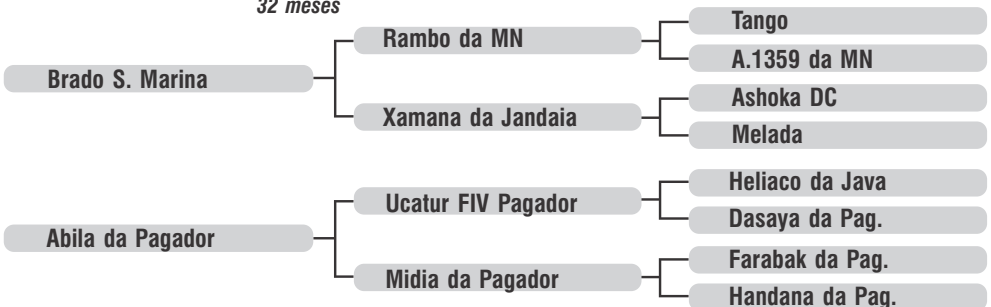 32 meses
Tango
Rambo da MN
A.1359 da MN
Brado S. Marina
Ashoka DC
Xamana da Jandaia
Melada
Heliaco da Java
Ucatur FIV Pagador
Dasaya da Pag.
Abila da Pagador
Farabak da Pag.
Midia da Pagador
Handana da Pag.